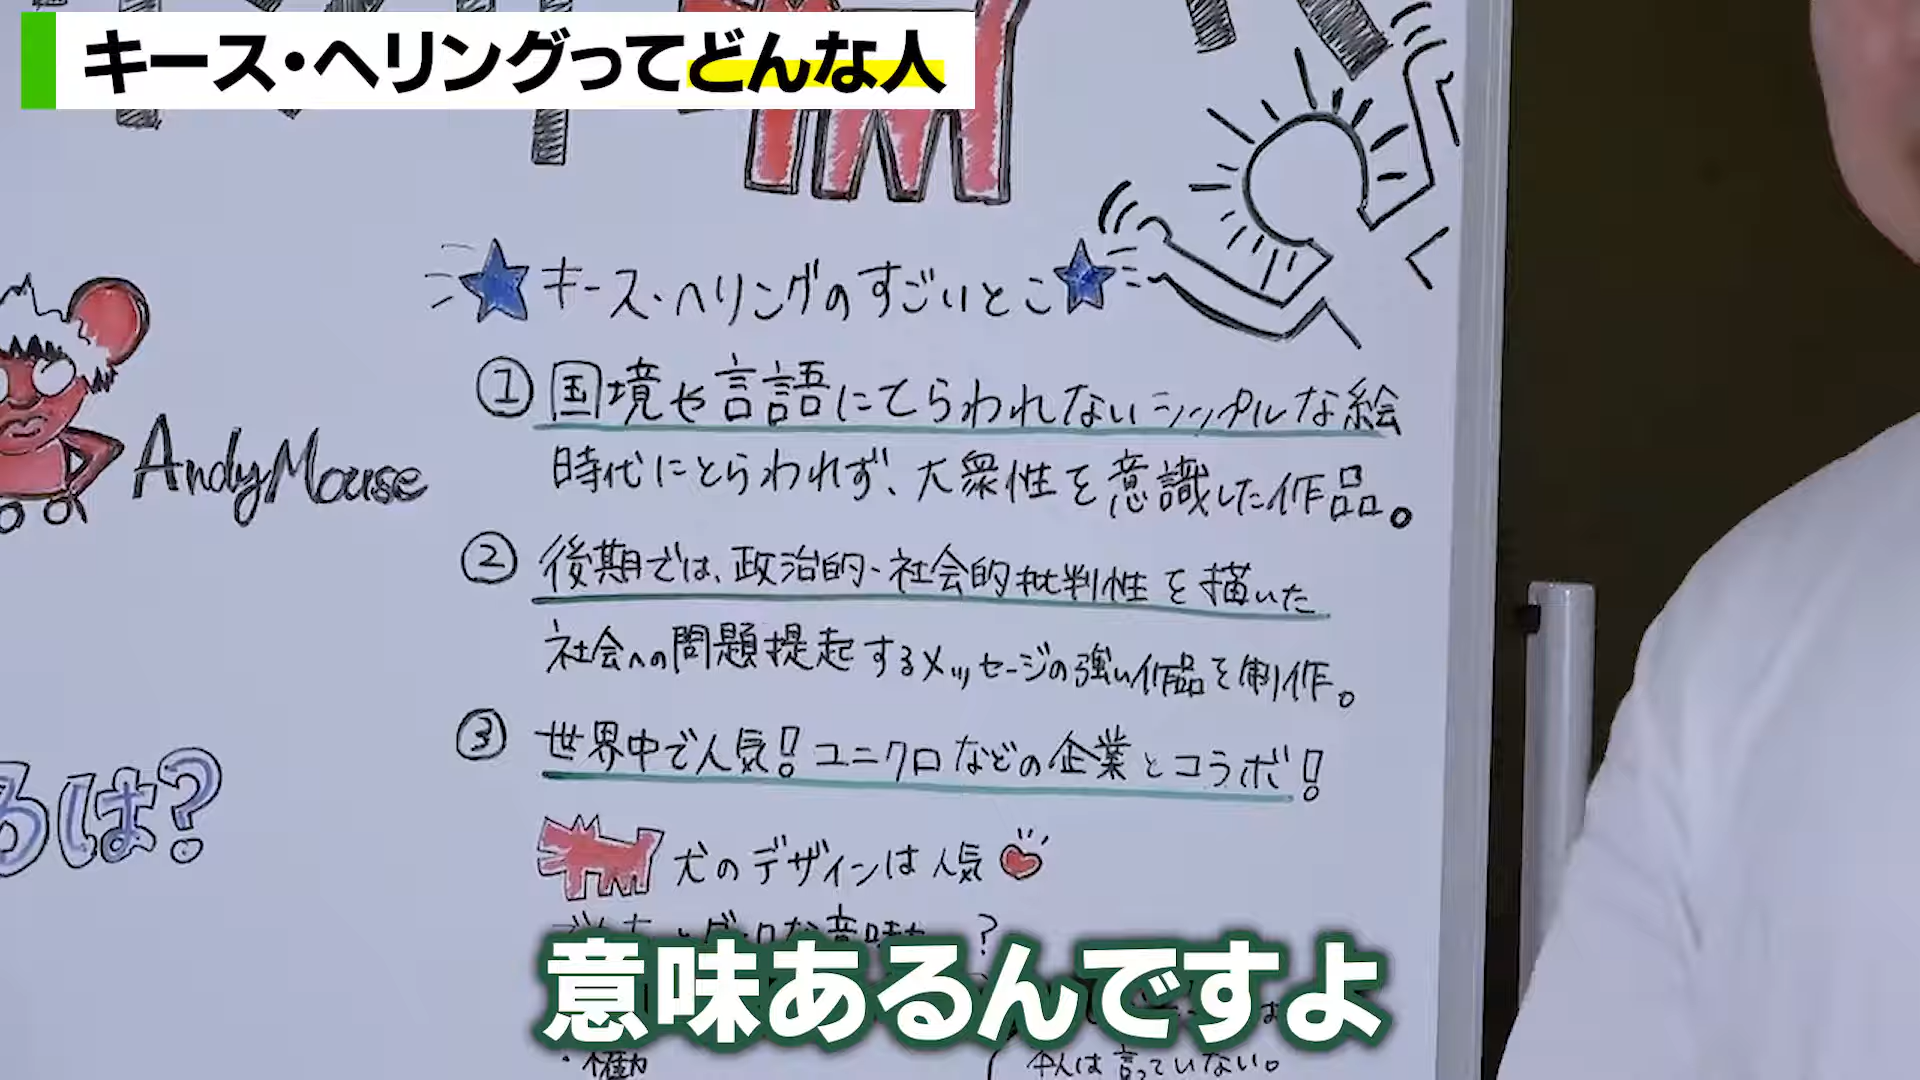 キース・ヘリングってどんな人
キース・ヘリングのすごいとこ
① 国境や言語にてらわれないシンプルな絵
時代にとらわれず、大衆性を意識した作品。
② 後期では、政治的・社会的批判性を描いた
社会への問題提起するメッセージの強い作品を制作。
③ 世界中で人気!ユニクロなどの企業とコラボ!
犬のデザインは人気
Andy Mouse
るは?
意味あるんですよ
・権力
本人は言っていない。